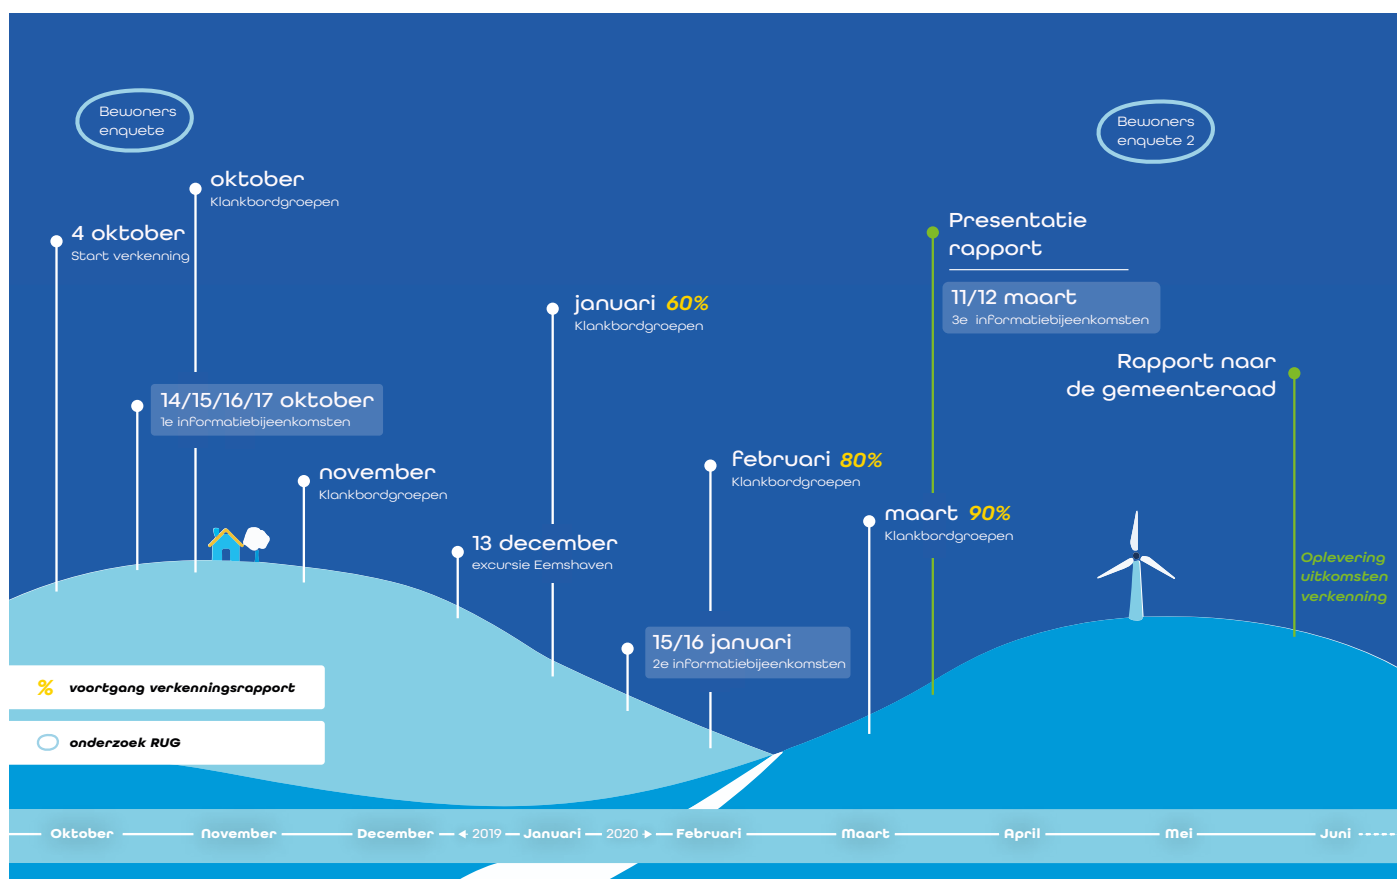 Bewoners
enquete
Bewoners
enquete 2
oktober
Klankbordgroepen
4 oktober
Start verkenning
Presentatie
rapport
11/12 maart
3e informatiebijeenkomsten
januari 60%
Klankbordgroepen
Rapport naar
de gemeenteraad
14/15/16/17 oktober
1e informatiebijeenkomsten
november
Klankbordgroepen
februari 80%
Klankbordgroepen
maart 90%
Klankbordgroepen
13 december
excursie Eemshaven
Oplevering
uitkomsten
verkenning
15/16 januari
2e informatiebijeenkomsten
% voortgang verkenningsrapport
onderzoek RUG
Oktober November December 2019 Januari 2020 Februari Maart April Mei Juni